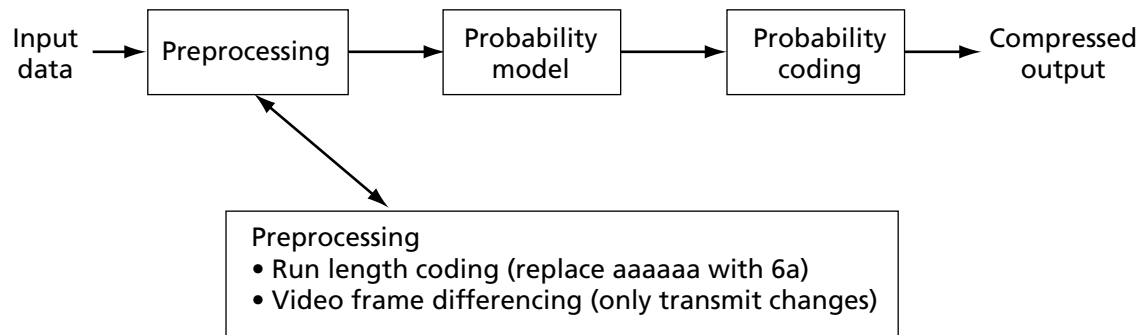 Input
data
Preprocessing
Probability
model
Probability
coding
Compressed
output
Preprocessing
• Run length coding (replace aaaaaa with 6a)
• Video frame differencing (only transmit changes)